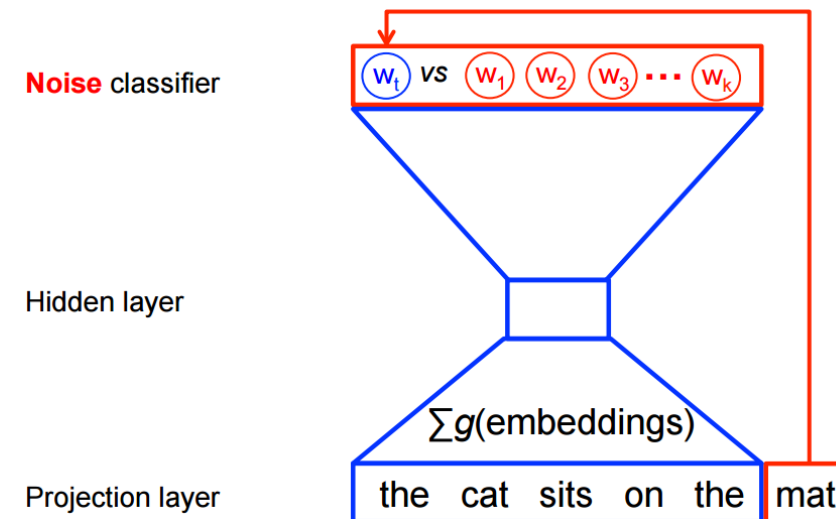 Noise classifier
wₜ vs w₁ w₂ w₃ ... wₖ
Hidden layer
∑g(embeddings)
Projection layer
the cat sits on the mat